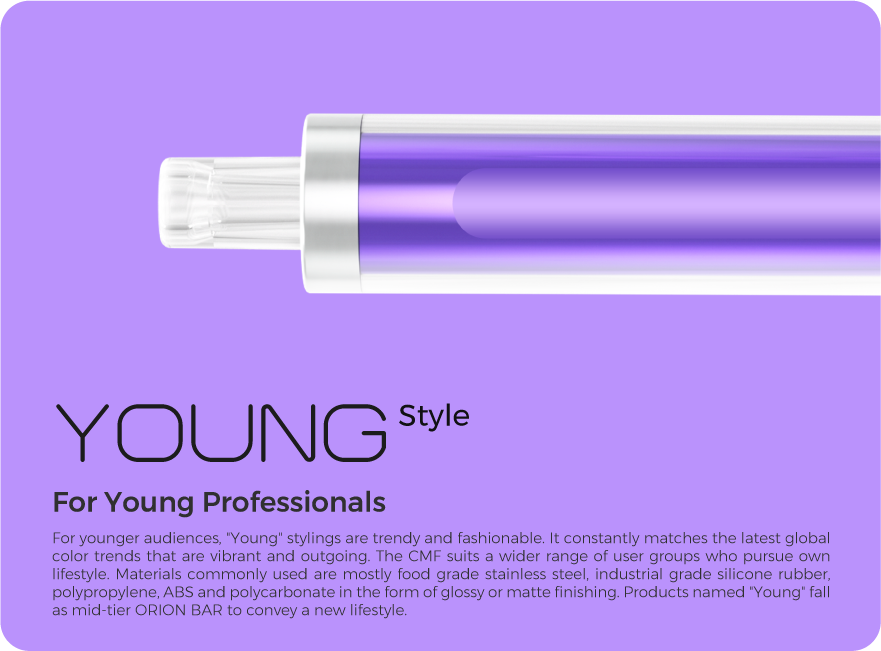 YOUNG Style
For Young Professionals
For younger audiences, "Young" stylings are trendy and fashionable. It constantly matches the latest global
color trends that are vibrant and outgoing. The CMF suits a wider range of user groups who pursue own
lifestyle. Materials commonly used are mostly food grade stainless steel, industrial grade silicone rubber,
polypropylene, ABS and polycarbonate in the form of glossy or matte finishing. Products named "Young" fall
as mid-tier ORION BAR to convey a new lifestyle.